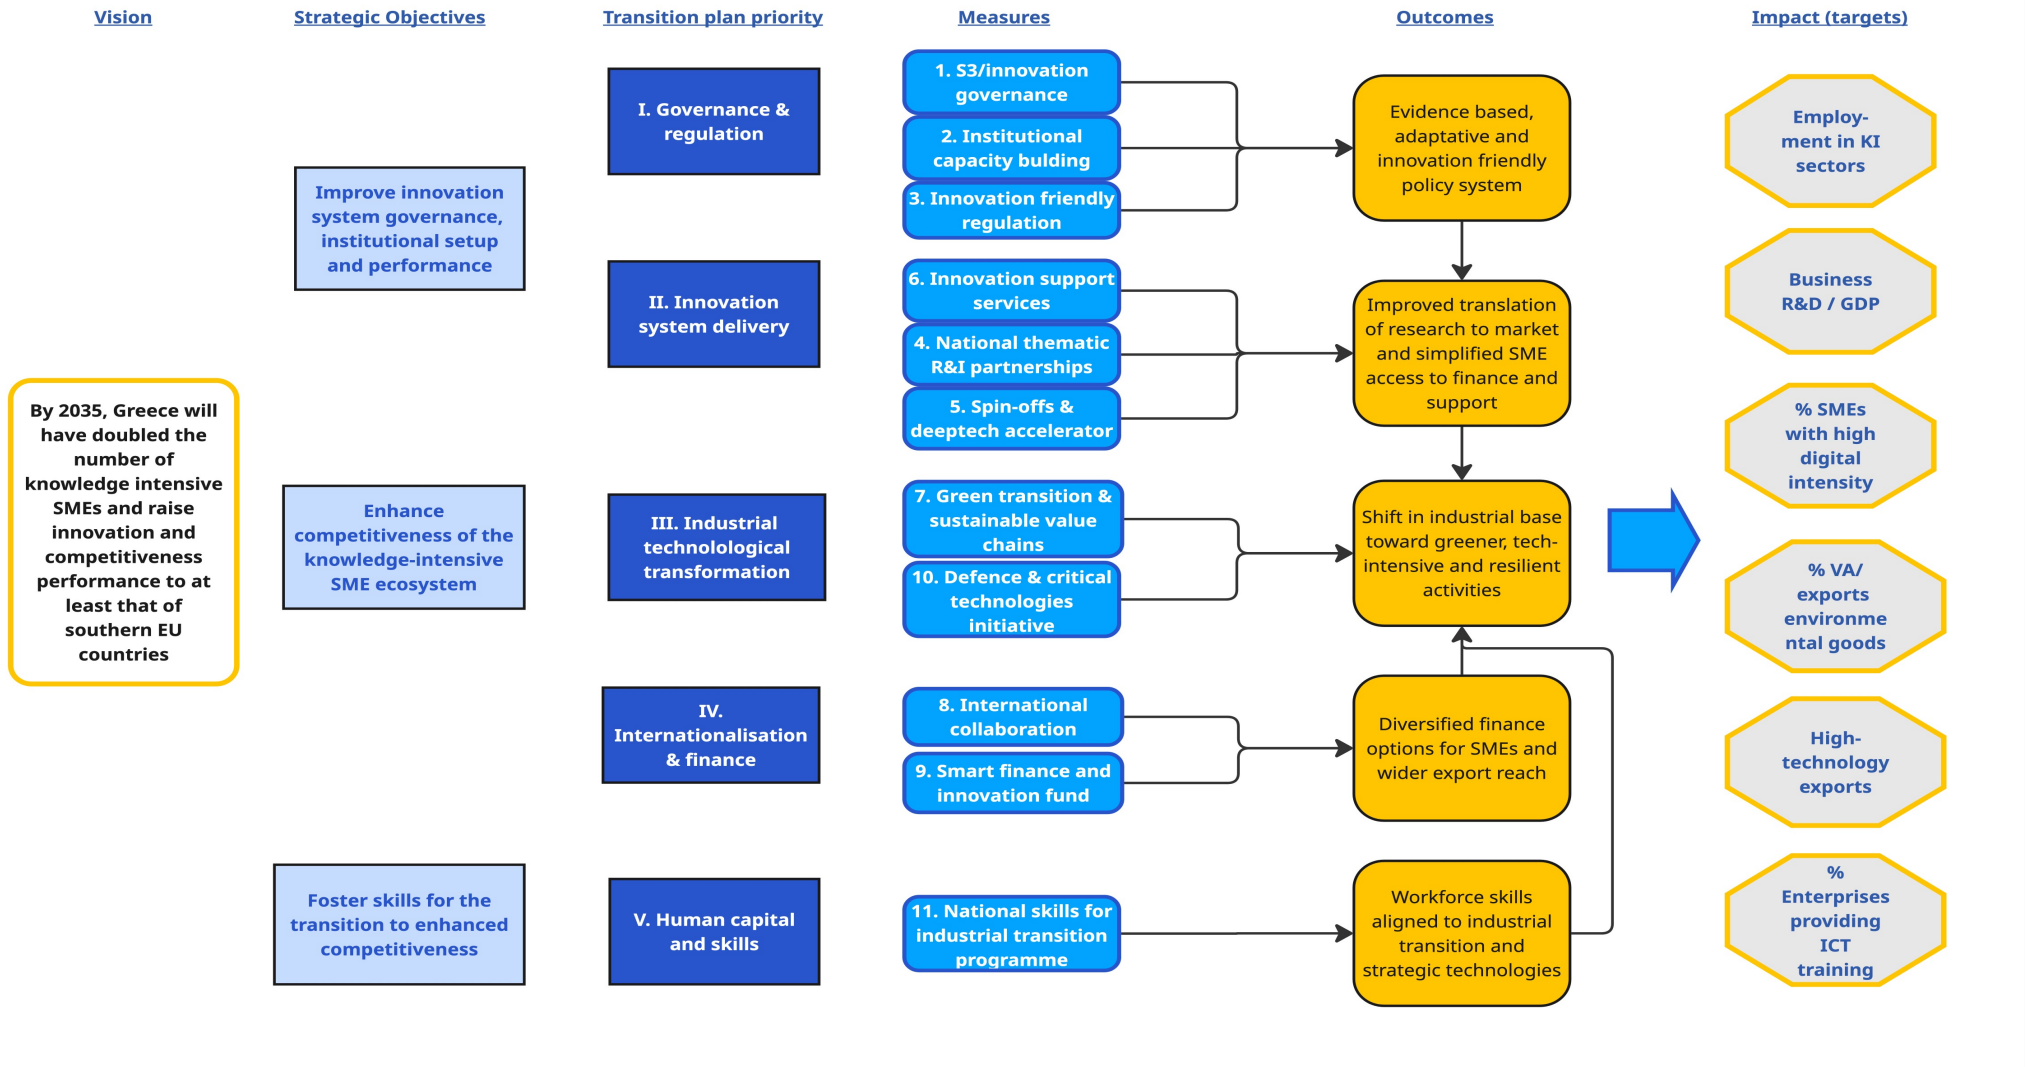 Vision
Strategic Objectives
Transition plan priority
Measures
Outcomes
Impact (targets)
By 2035, Greece will
have doubled the
number of
knowledge intensive
SMEs and raise
innovation and
competitiveness
performance to at
least that of
southern EU
countries
Improve innovation
system governance,
institutional setup
and performance
Enhance
competitiveness of the
knowledge-intensive
SME ecosystem
Foster skills for the
transition to enhanced
competitiveness
I. Governance &
regulation
II. Innovation
system delivery
III. Industrial
technolological
transformation
IV.
Internationalisation
& finance
V. Human capital
and skills
1. S3/innovation
governance
2. Institutional
capacity bulding
3. Innovation friendly
regulation
6. Innovation support
services
4. National thematic
R&I partnerships
5. Spin-offs &
deeptech accelerator
7. Green transition &
sustainable value
chains
10. Defence & critical
technologies
initiative
8. International
collaboration
9. Smart finance and
innovation fund
11. National skills for
industrial transition
programme
Evidence based,
adaptative and
innovation friendly
policy system
Improved translation
of research to market
and simplified SME
access to finance and
support
Shift in industrial base
toward greener, tech-
intensive and resilient
activities
Diversified finance
options for SMEs and
wider export reach
Workforce skills
aligned to industrial
transition and
strategic technologies
Employ-
ment in KI
sectors
Business
R&D / GDP
% SMEs
with high
digital
intensity
% VA/
exports
environme
ntal goods
High-
technology
exports
%
Enterprises
providing
ICT
training